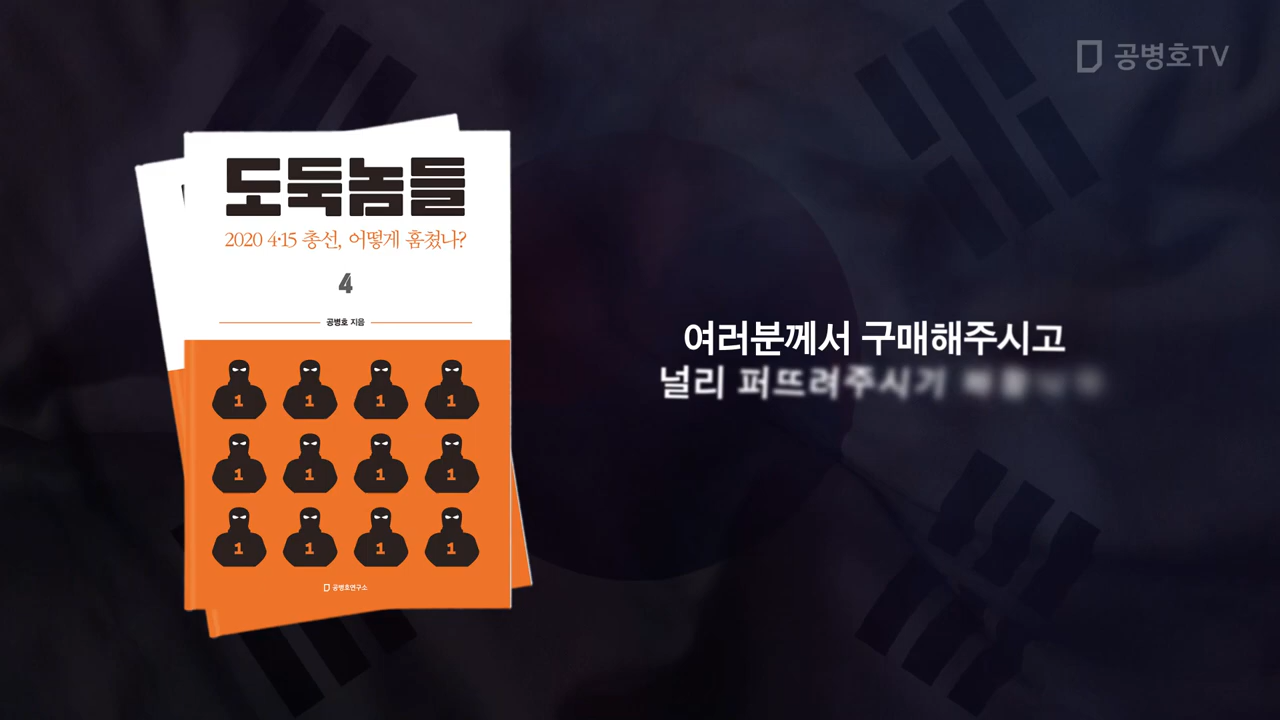 공병호TV
도둑놈들
2020 4·15 총선, 어떻게 훔쳤나?
4
공병호 지음
1 1 1 1
1 1 1 1
1 1 1 1
공병호연구소
여러분께서 구매해주시고
널리 퍼뜨려주시기